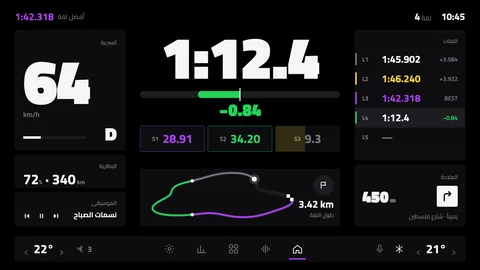 10:45
لفة 4
أفضل لفة 1:42.318
السرعة
64
km/h
D
البطارية
72% · 340 km
الموسيقى
نسمات الصباح
1:12.4
-0.84
S1 28.91
S2 34.20
S3 9.3
3.42 km
طول اللفة
اللفات
L1 1:45.902 +3.584
L2 1:46.240 +3.922
L3 1:42.318 BEST
L4 1:12.4 -0.84
L5 —
الملاحة
450 m
يميناً · شارع فلسطين
22°
3
21°